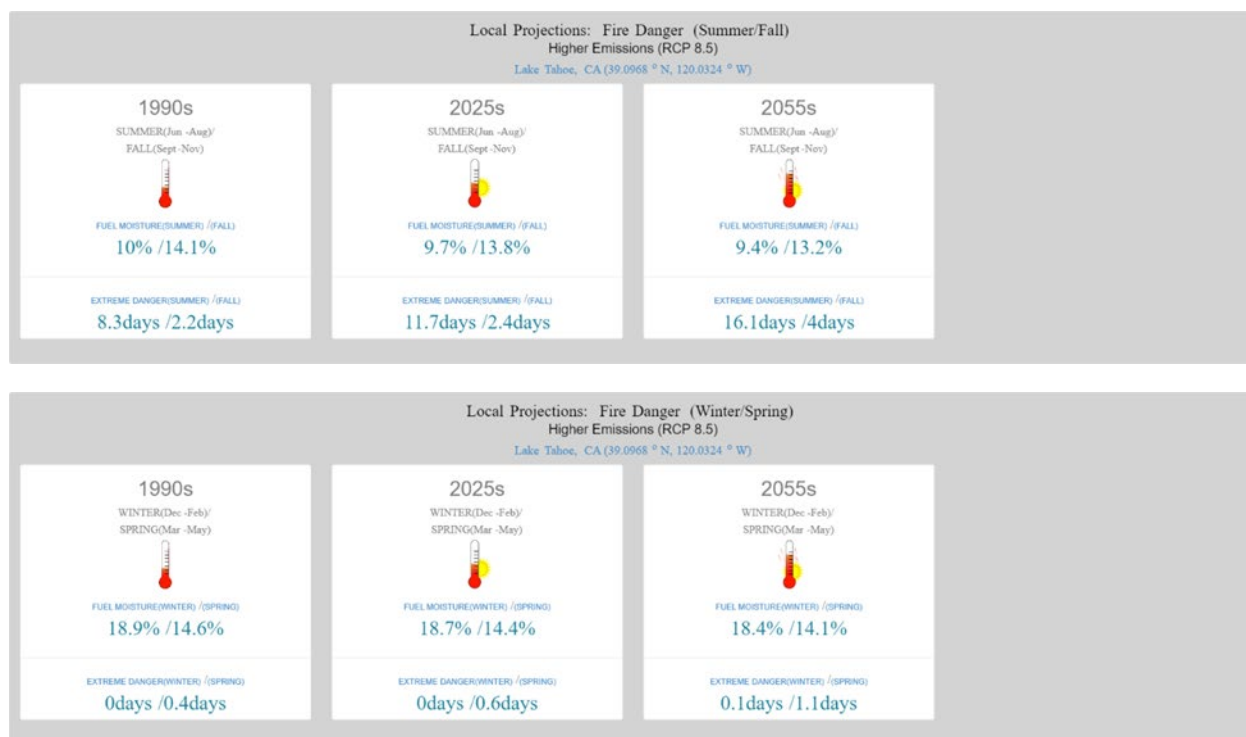 Local Projections: Fire Danger (Summer/Fall)
Higher Emissions (RCP 8.5)
Lake Tahoe, CA (39.0968 ° N, 120.0324 ° W)
1990s
SUMMER(Jun -Aug)/
FALL(Sept -Nov)
FUEL MOISTURE(SUMMER) /(FALL)
10% /14.1%
EXTREME DANGER(SUMMER) /(FALL)
8.3days /2.2days
2025s
SUMMER(Jun -Aug)/
FALL(Sept -Nov)
FUEL MOISTURE(SUMMER) /(FALL)
9.7% /13.8%
EXTREME DANGER(SUMMER) /(FALL)
11.7days /2.4days
2055s
SUMMER(Jun -Aug)/
FALL(Sept -Nov)
FUEL MOISTURE(SUMMER) /(FALL)
9.4% /13.2%
EXTREME DANGER(SUMMER) /(FALL)
16.1days /4days
Local Projections: Fire Danger (Winter/Spring)
Higher Emissions (RCP 8.5)
Lake Tahoe, CA (39.0968 ° N, 120.0324 ° W)
1990s
WINTER(Dec -Feb)/
SPRING(Mar -May)
FUEL MOISTURE(WINTER) /(SPRING)
18.9% /14.6%
EXTREME DANGER(WINTER) /(SPRING)
0days /0.4days
2025s
WINTER(Dec -Feb)/
SPRING(Mar -May)
FUEL MOISTURE(WINTER) /(SPRING)
18.7% /14.4%
EXTREME DANGER(WINTER) /(SPRING)
0days /0.6days
2055s
WINTER(Dec -Feb)/
SPRING(Mar -May)
FUEL MOISTURE(WINTER) /(SPRING)
18.4% /14.1%
EXTREME DANGER(WINTER) /(SPRING)
0.1days /1.1days